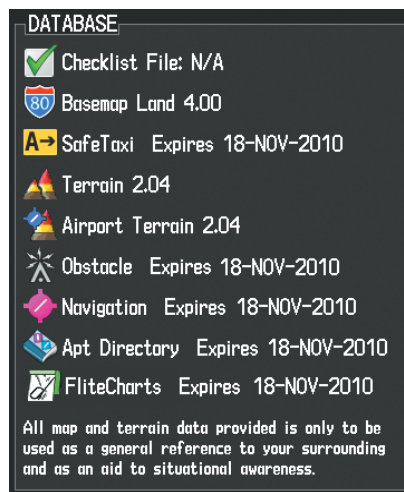 DATABASE
Checklist File: N/A
80 Basemap Land 4.00
A→ SafeTaxi Expires 18-NOV-2010
Terrain 2.04
Airport Terrain 2.04
Obstacle Expires 18-NOV-2010
Navigation Expires 18-NOV-2010
Apt Directory Expires 18-NOV-2010
FliteCharts Expires 18-NOV-2010
All map and terrain data provided is only to be
used as a general reference to your surrounding
and as an aid to situational awareness.